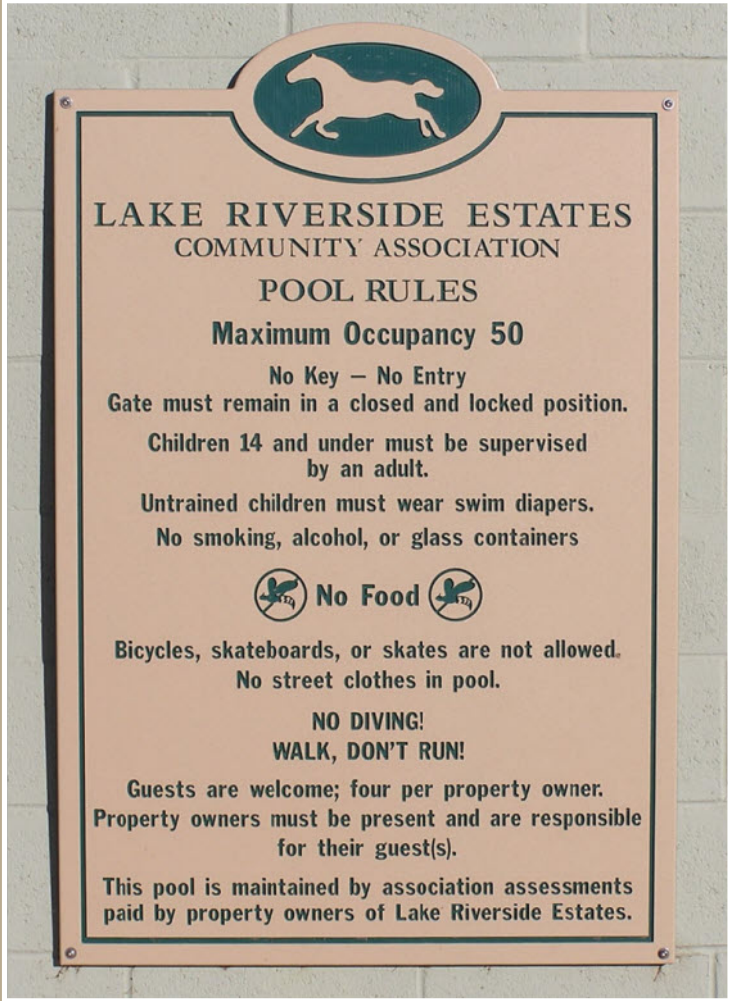 LAKE RIVERSIDE ESTATES
COMMUNITY ASSOCIATION
POOL RULES
Maximum Occupancy 50
No Key – No Entry
Gate must remain in a closed and locked position.
Children 14 and under must be supervised
by an adult.
Untrained children must wear swim diapers.
No smoking, alcohol, or glass containers
No Food
Bicycles, skateboards, or skates are not allowed.
No street clothes in pool.
NO DIVING!
WALK, DON'T RUN!
Guests are welcome; four per property owner.
Property owners must be present and are responsible
for their guest(s).
This pool is maintained by association assessments
paid by property owners of Lake Riverside Estates.